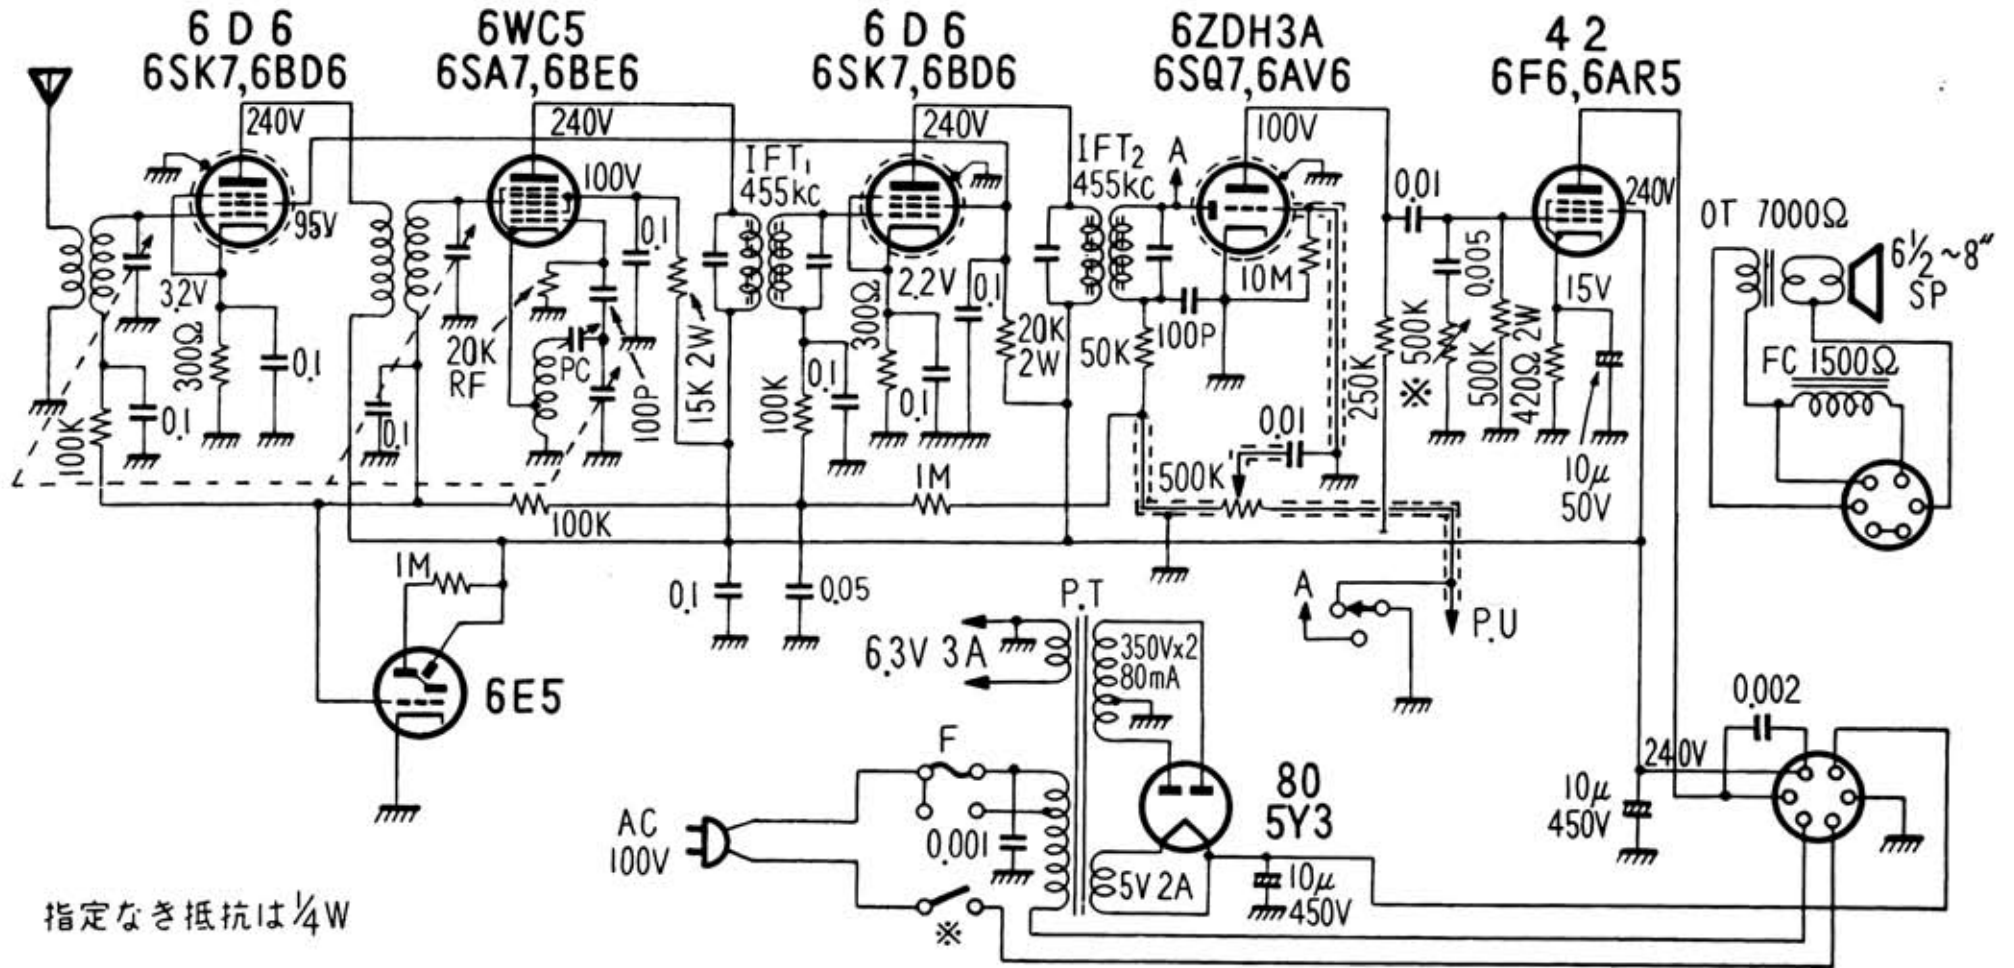 6D6
6SK7,6BD6
6WC5
6SA7,6BE6
6D6
6SK7,6BD6
6ZDH3A
6SQ7,6AV6
42
6F6,6AR5
240V
95V
3.2V
300Ω
0.1
0.1
100K
240V
100V
0.1
20K
RF
PC
100P
15K 2W
0.1
IFT₁
455kc
240V
2.2V
300Ω
0.1
0.1
0.1
100K
20K
2W
IFT₂
455kc
A
100V
10M
100P
50K
0.01
500K
250K
0.01
0.005
500K
※
500K
420Ω 2W
240V
15V
10μ
50V
OT 7000Ω
6½~8"
SP
FC 1500Ω
100K
1M
1M
6E5
0.1
0.05
P.T
6.3V 3A
350V×2
80mA
A
P.U
F
AC
100V
0.001
※
5V 2A
80
5Y3
10μ
450V
240V
10μ
450V
0.002
指定なき抵抗は¼W